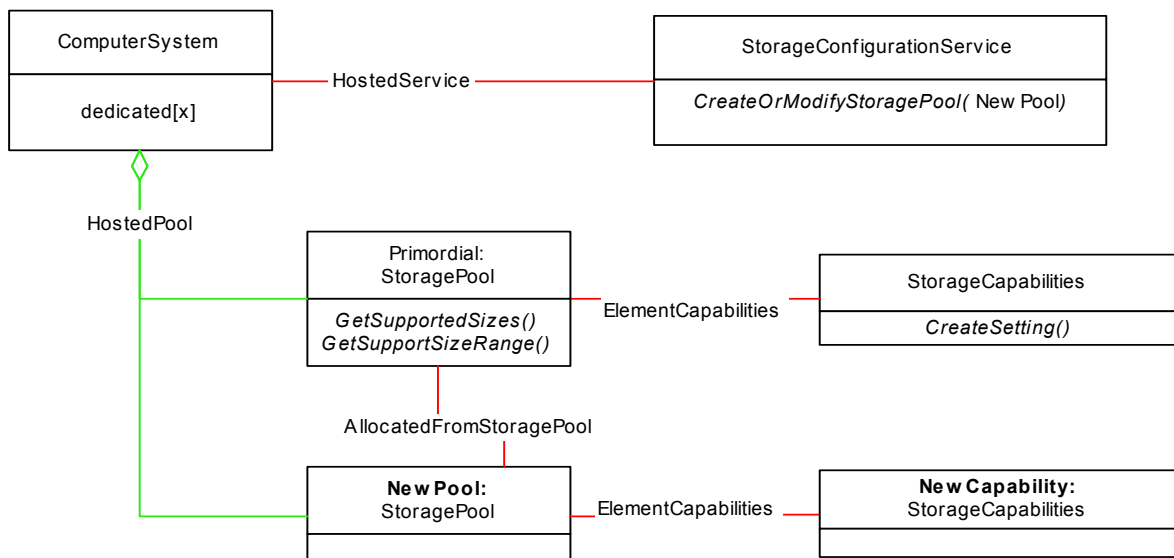 ComputerSystem
StorageConfigurationService
HostedService
dedicated[x]
CreateOrModifyStoragePool( New Pool)
HostedPool
Primordial:
StoragePool
StorageCapabilities
ElementCapabilities
GetSupportedSizes()
GetSupportSizeRange()
CreateSetting()
AllocatedFromStoragePool
New Pool:
StoragePool
ElementCapabilities
New Capability:
StorageCapabilities